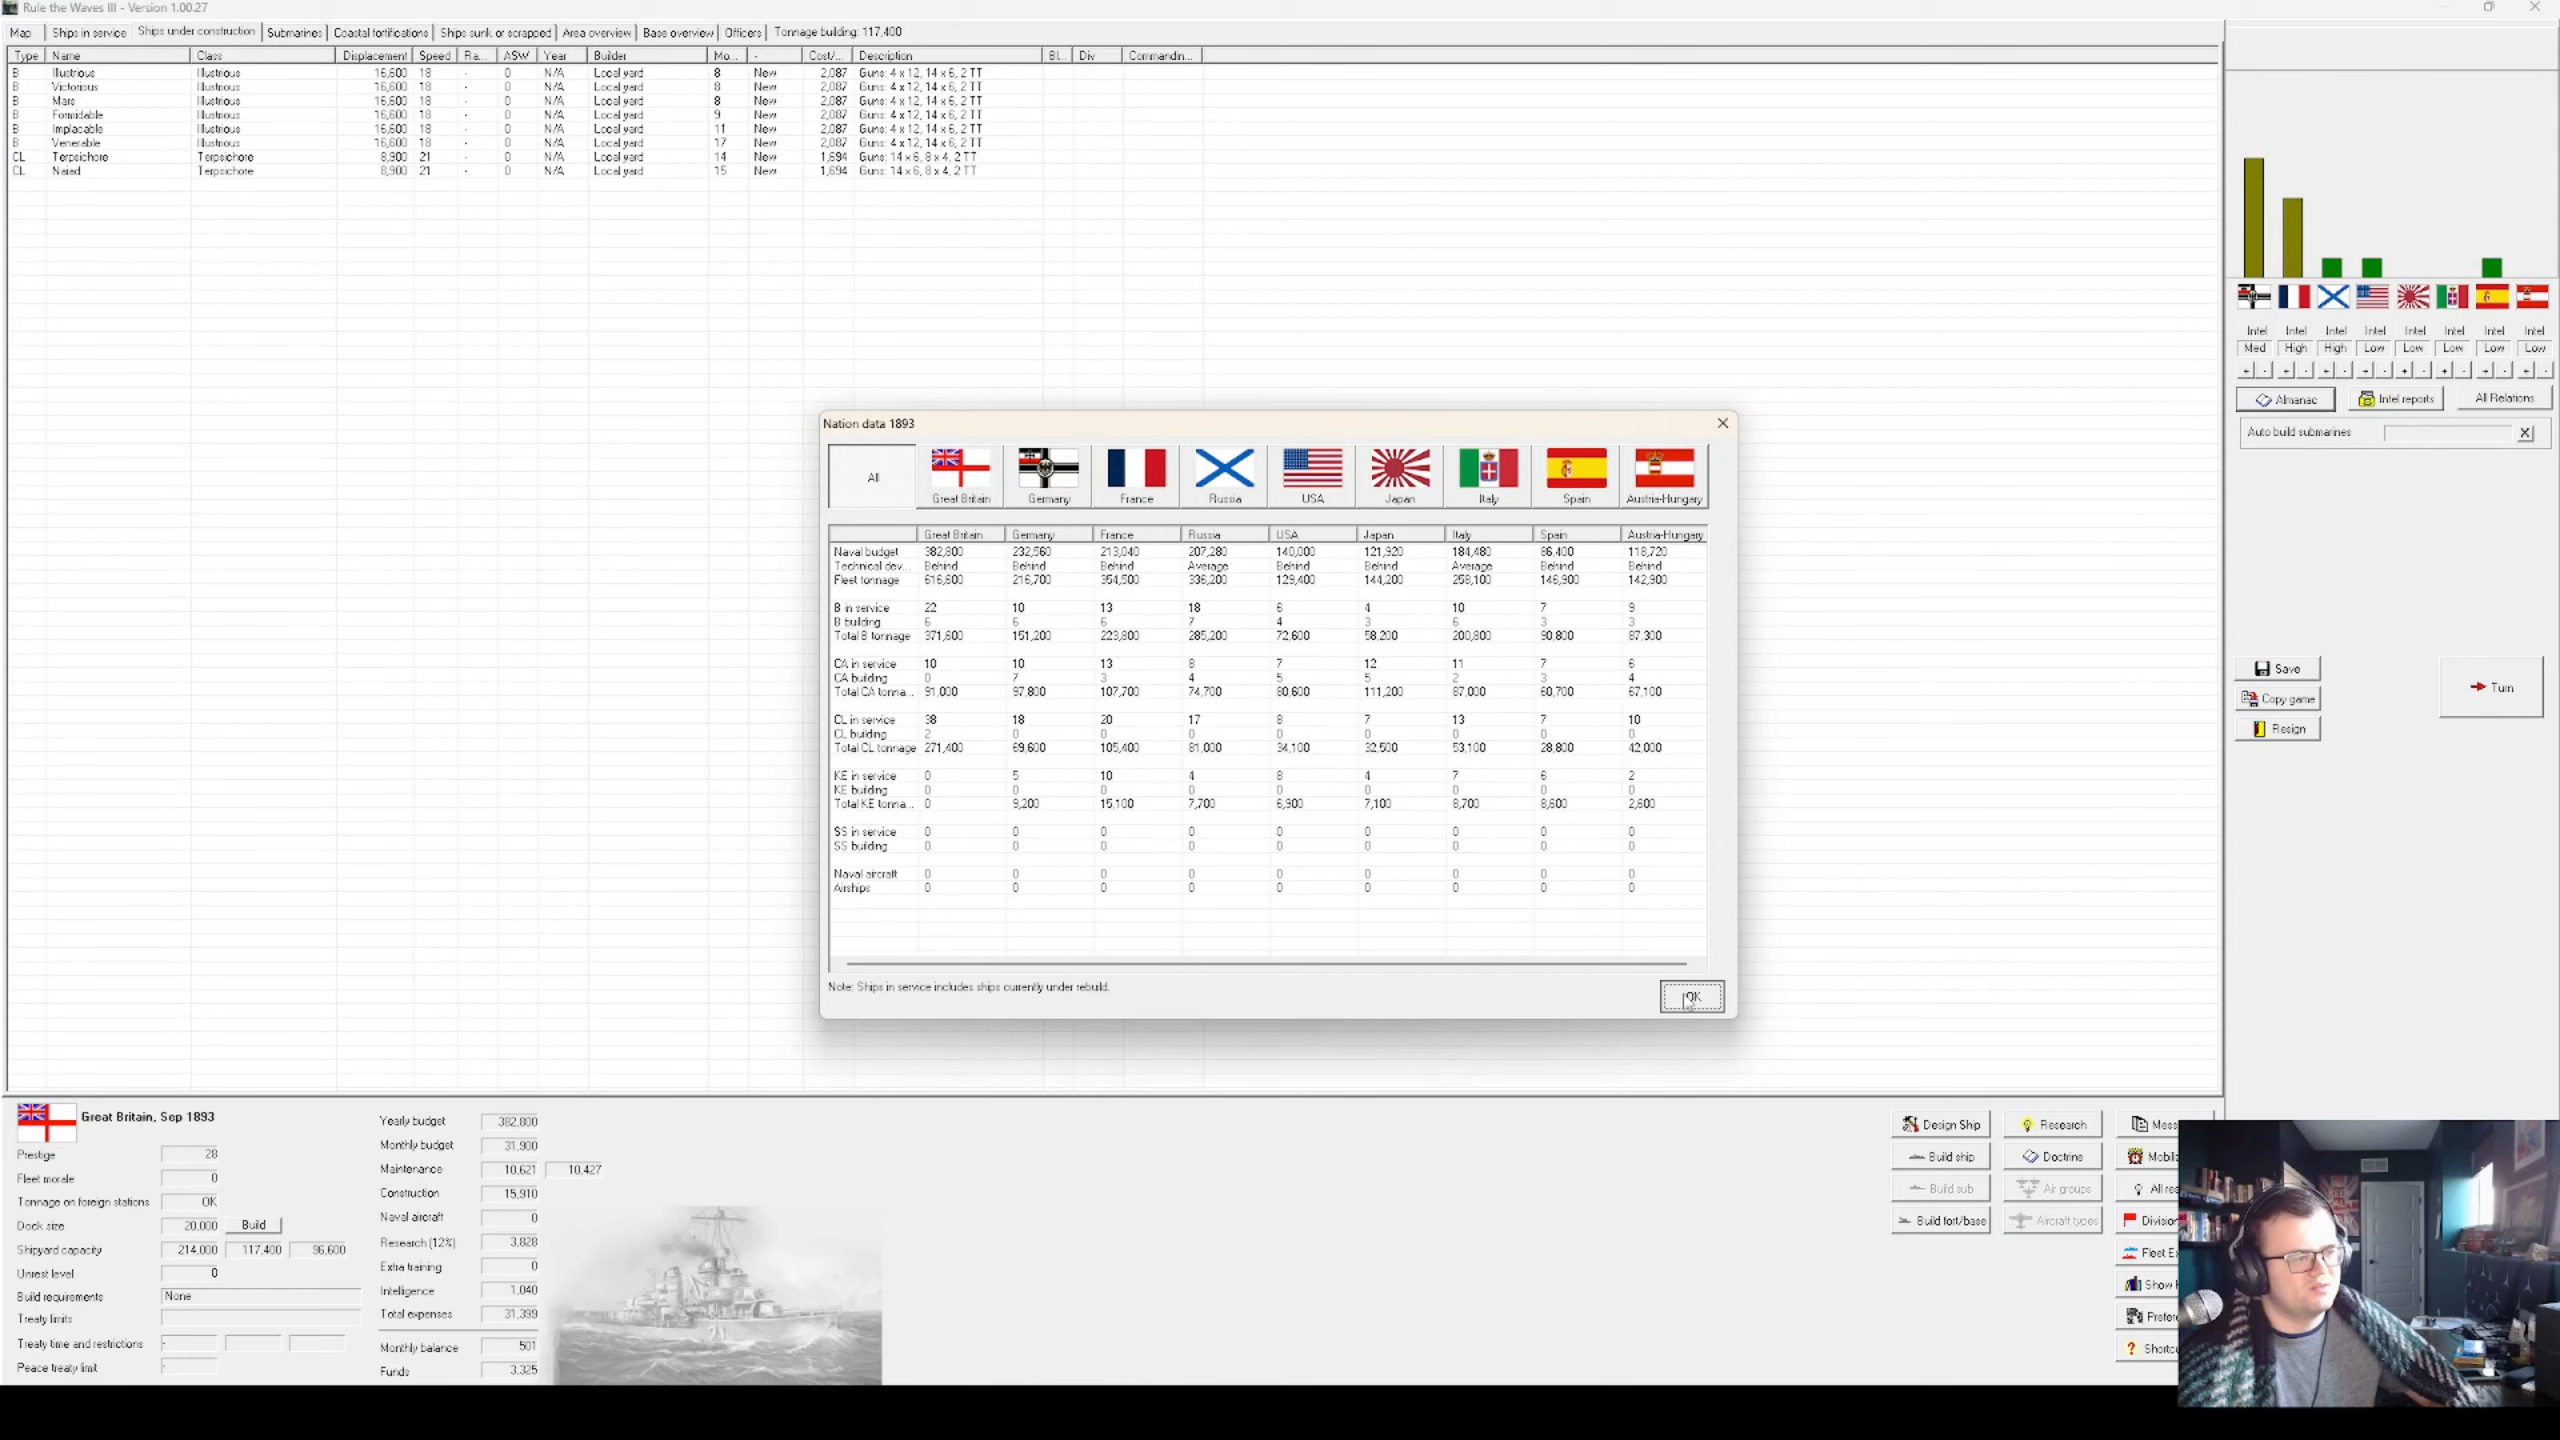 Rule the Waves III - Version 1.00.27
Map Ships in service Ships under construction Submarines Coastal fortifications Ships sunk or scrapped Area overview Base overview Officers Tonnage building: 117,400
Type Name Class Displacement Speed Ra... ASW Year Builder Mo... - Cost/... Description Bl... Div Commandin...
B Illustrious Illustrious 16,600 18 - 0 N/A Local yard 8 New 2,087 Guns: 4 x 12, 14 x 6, 2 TT
B Victorious Illustrious 16,600 18 - 0 N/A Local yard 8 New 2,087 Guns: 4 x 12, 14 x 6, 2 TT
B Mars Illustrious 16,600 18 - 0 N/A Local yard 8 New 2,087 Guns: 4 x 12, 14 x 6, 2 TT
B Formidable Illustrious 16,600 18 - 0 N/A Local yard 9 New 2,087 Guns: 4 x 12, 14 x 6, 2 TT
B Implacable Illustrious 16,600 18 - 0 N/A Local yard 11 New 2,087 Guns: 4 x 12, 14 x 6, 2 TT
B Venerable Illustrious 16,600 18 - 0 N/A Local yard 17 New 2,087 Guns: 4 x 12, 14 x 6, 2 TT
CL Terpsichore Terpsichore 8,900 21 - 0 N/A Local yard 14 New 1,694 Guns: 14 x 6, 8 x 4, 2 TT
CL Naiad Terpsichore 8,900 21 - 0 N/A Local yard 15 New 1,694 Guns: 14 x 6, 8 x 4, 2 TT
Intel Intel Intel Intel Intel Intel Intel Intel
Med High High Low Low Low Low Low
+ - + - + - + - + - + - + - + -
Almanac Intel reports All Relations
Auto build submarines X
Nation data 1893
All Great Britain Germany France Russia USA Japan Italy Spain Austria-Hungary
Great Britain Germany France Russia USA Japan Italy Spain Austria-Hungary
Naval budget 382,800 232,560 213,040 207,280 140,000 121,920 184,480 86,400 118,720
Technical dev... Behind Behind Behind Average Behind Behind Average Behind Behind
Fleet tonnage 616,600 216,700 354,500 336,200 129,400 144,200 258,100 146,900 142,900
B in service 22 10 13 18 6 4 10 7 9
B building 6 6 6 7 4 3 6 3 3
Total B tonnage 371,600 151,200 223,800 285,200 72,600 58,200 200,800 90,800 87,300
CA in service 10 10 13 8 7 12 11 7 6
CA building 0 7 3 4 5 5 2 3 4
Total CA tonna... 91,000 97,800 107,700 74,700 80,600 111,200 87,000 60,700 67,100
CL in service 38 18 20 17 8 7 13 7 10
CL building 2 0 0 0 0 0 0 0 0
Total CL tonnage 271,400 69,600 105,400 81,000 34,100 32,500 53,100 28,800 42,000
KE in service 0 5 10 4 8 4 7 6 2
KE building 0 0 0 0 0 0 0 0 0
Total KE tonna... 0 9,200 15,100 7,700 6,900 7,100 8,700 8,600 2,600
SS in service 0 0 0 0 0 0 0 0 0
SS building 0 0 0 0 0 0 0 0 0
Naval aircraft 0 0 0 0 0 0 0 0 0
Airships 0 0 0 0 0 0 0 0 0
Note: Ships in service includes ships currently under rebuild.
OK
Save
Copy game
Resign
Turn
Great Britain, Sep 1893
Prestige 28
Fleet morale 0
Tonnage on foreign stations OK
Dock size 20,000 Build
Shipyard capacity 214,000 117,400 96,600
Unrest level 0
Build requirements None
Treaty limits
Treaty time and restrictions -
Peace treaty limit -
Yearly budget 382,800
Monthly budget 31,900
Maintenance 10,621 10,427
Construction 15,910
Naval aircraft 0
Research (12%) 3,828
Extra training 0
Intelligence 1,040
Total expenses 31,399
Monthly balance 501
Funds 3,325
Design Ship Research Mess
Build ship Doctrine Mobiliz
Build sub Air groups All rea
Build fort/base Aircraft types Division
Fleet Ex
Show
Prefere
? Shortcu